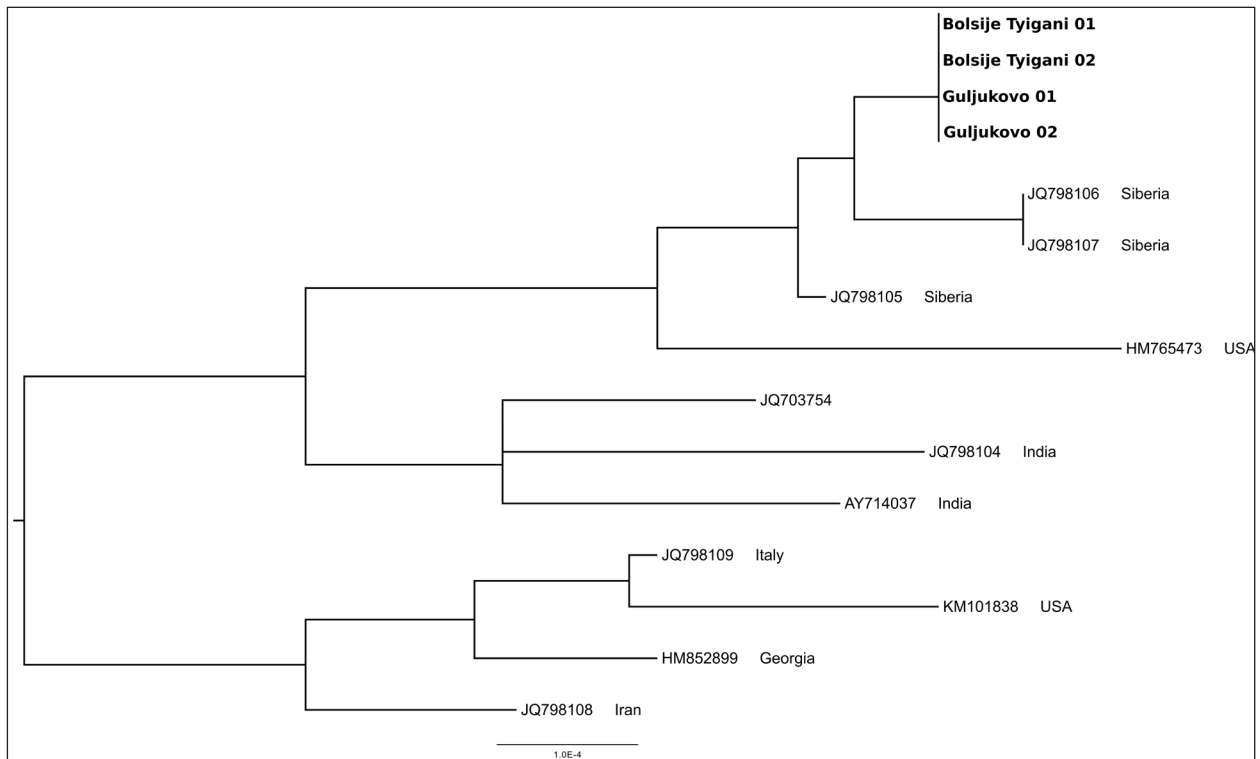 Bolsije Tyigani 01
Bolsije Tyigani 02
Guljukovo 01
Guljukovo 02
JQ798106 Siberia
JQ798107 Siberia
JQ798105 Siberia
HM765473 USA
JQ703754
JQ798104 India
AY714037 India
JQ798109 Italy
KM101838 USA
HM852899 Georgia
JQ798108 Iran
1.0E-4